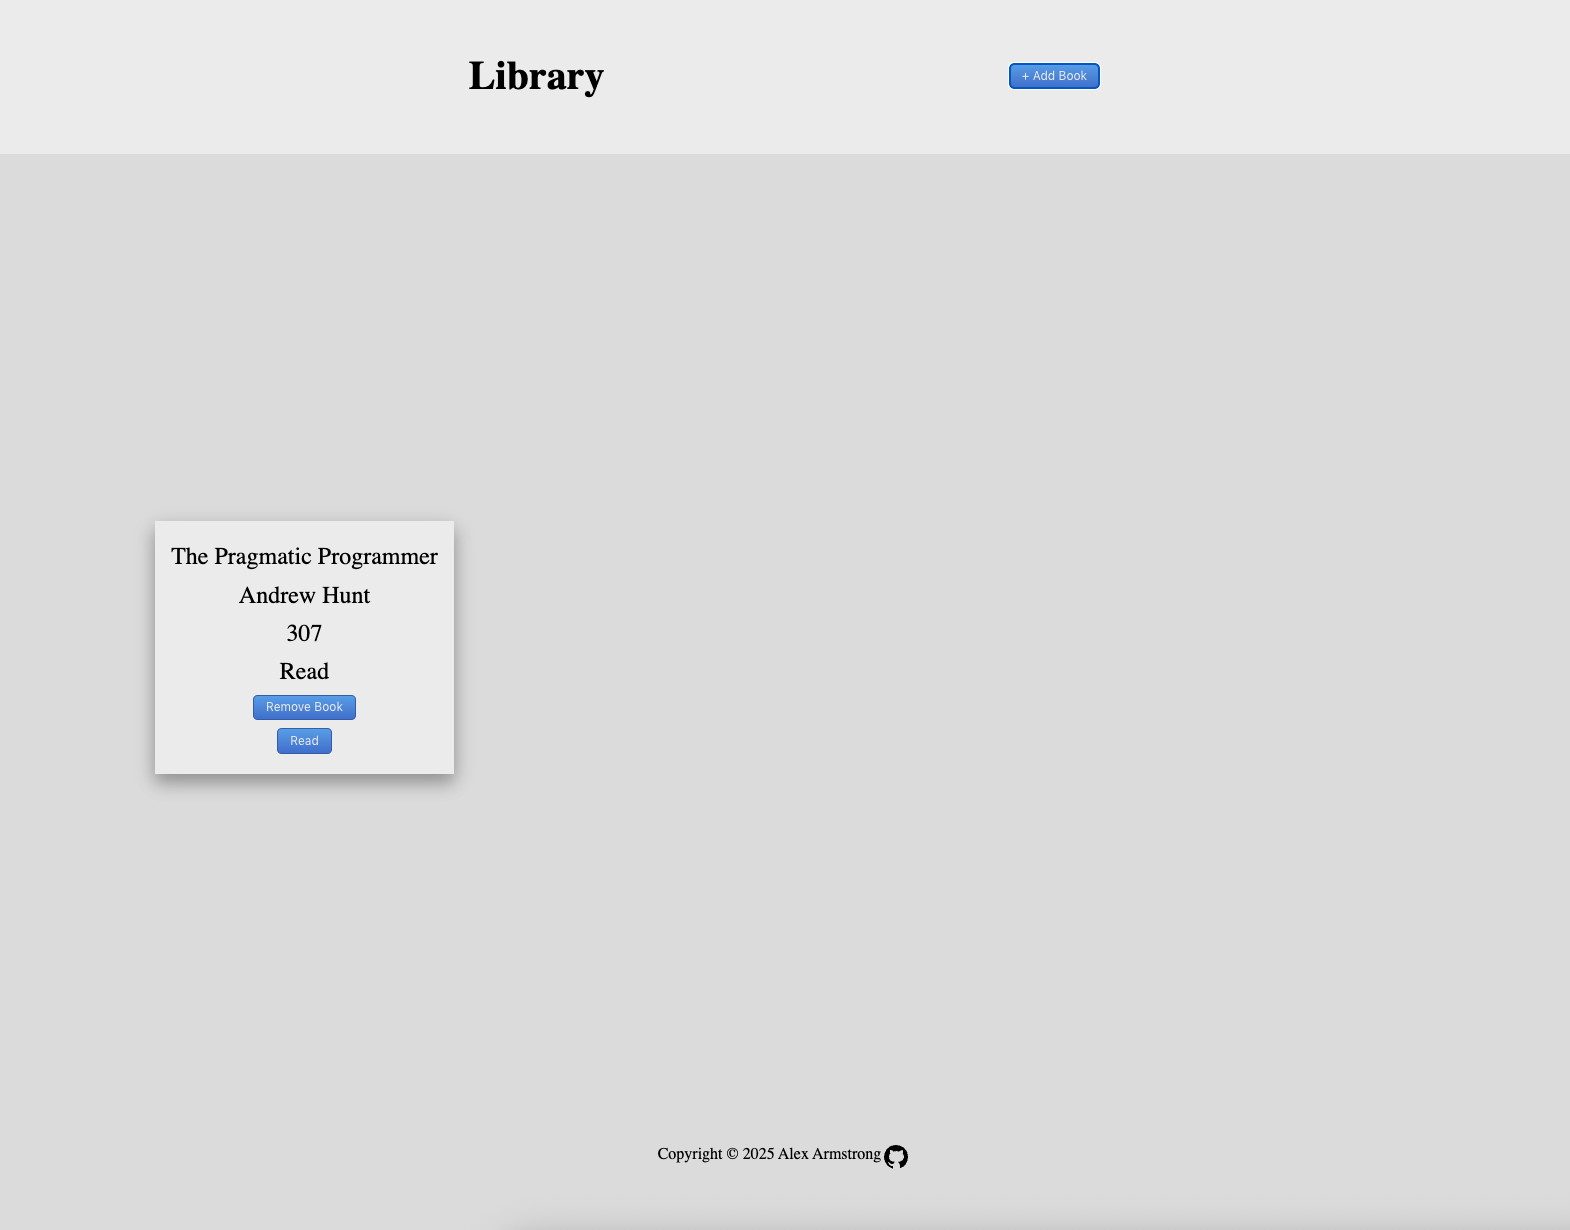 Library
+ Add Book
The Pragmatic Programmer
Andrew Hunt
307
Read
Remove Book
Read
Copyright © 2025 Alex Armstrong